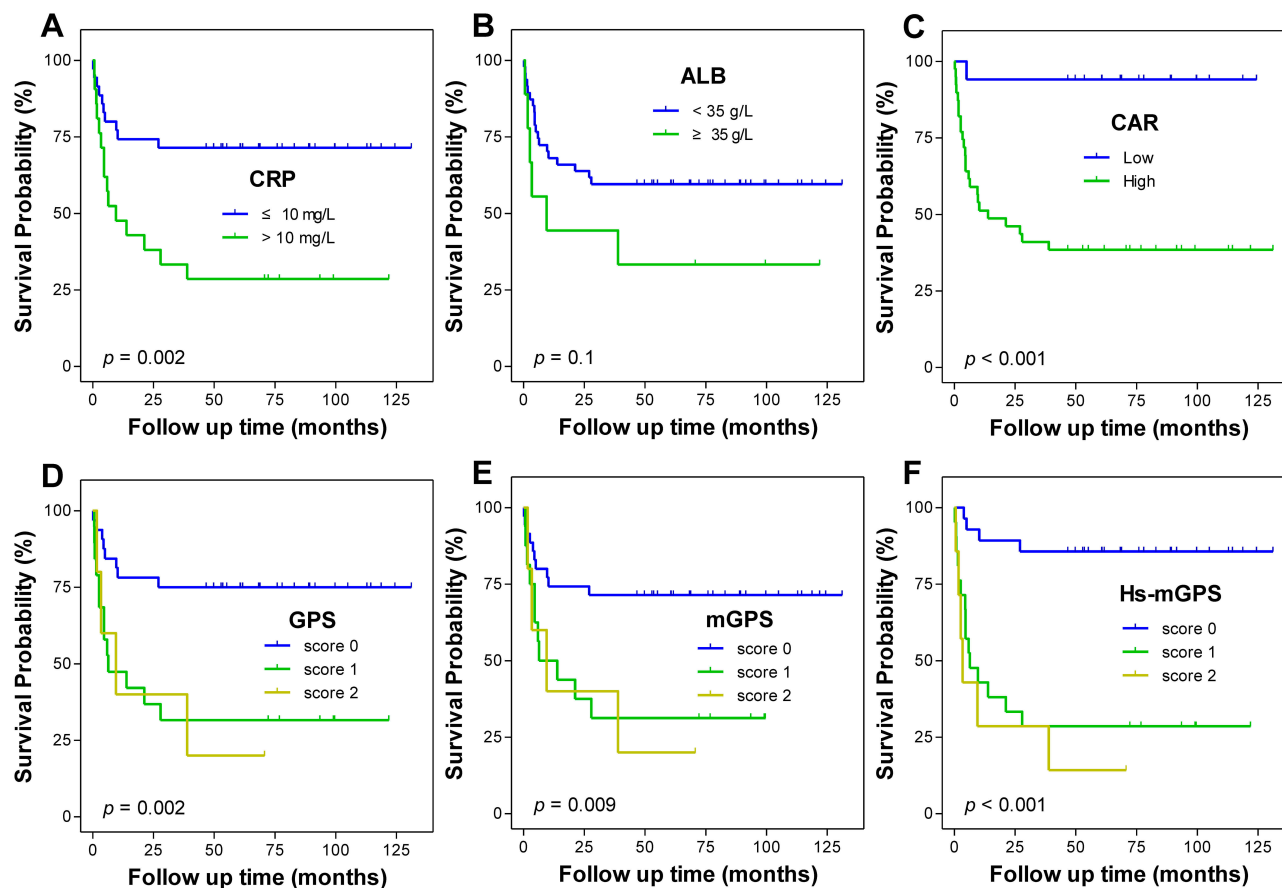 A
Survival Probability (%)
100
75
50
25
0
CRP
≤ 10 mg/L
> 10 mg/L
p = 0.002
0 25 50 75 100 125
Follow up time (months)
B
Survival Probability (%)
100
75
50
25
0
ALB
< 35 g/L
≥ 35 g/L
p = 0.1
0 25 50 75 100 125
Follow up time (months)
C
Survival Probability (%)
100
75
50
25
0
CAR
Low
High
p < 0.001
0 25 50 75 100 125
Follow up time (months)
D
Survival Probability (%)
100
75
50
25
0
GPS
score 0
score 1
score 2
p = 0.002
0 25 50 75 100 125
Follow up time (months)
E
Survival Probability (%)
100
75
50
25
0
mGPS
score 0
score 1
score 2
p = 0.009
0 25 50 75 100 125
Follow up time (months)
F
Survival Probability (%)
100
75
50
25
0
Hs-mGPS
score 0
score 1
score 2
p < 0.001
0 25 50 75 100 125
Follow up time (months)